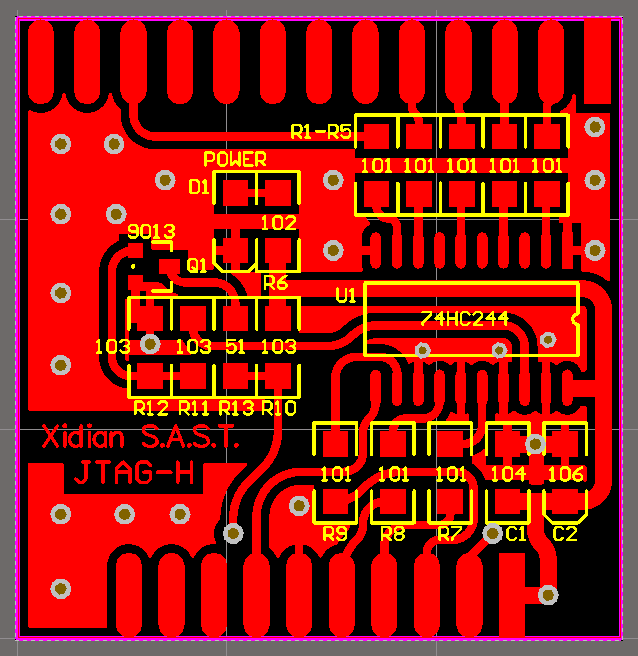 R1-R5
101 101 101 101 101
POWER
D1
102
9013
Q1
R6
U1
74HC244
103 103 51 103
R12 R11 R13 R10
Xidian S.A.S.T.
JTAG-H
101 101 101 104 106
R9 R8 R7 C1 C2